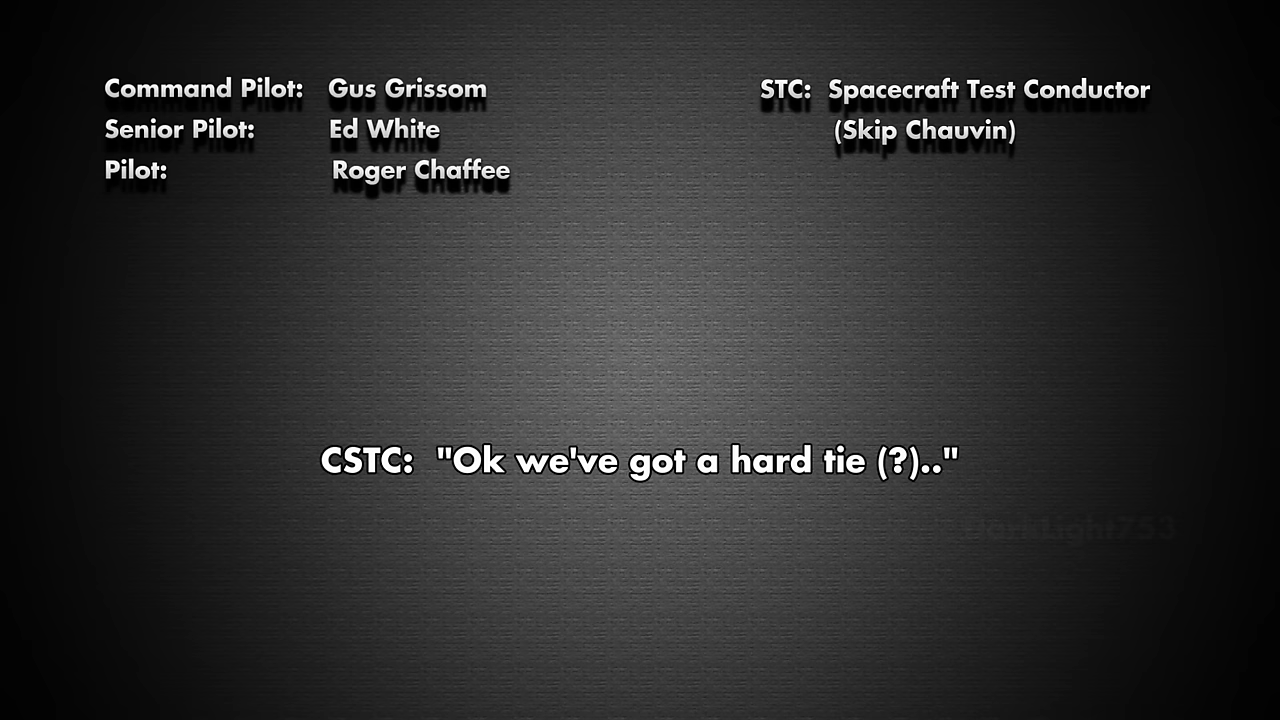 Command Pilot: Gus Grissom
Senior Pilot: Ed White
Pilot: Roger Chaffee
STC: Spacecraft Test Conductor
(Skip Chauvin)
CSTC: "Ok we've got a hard tie (?).."
DarkLight753